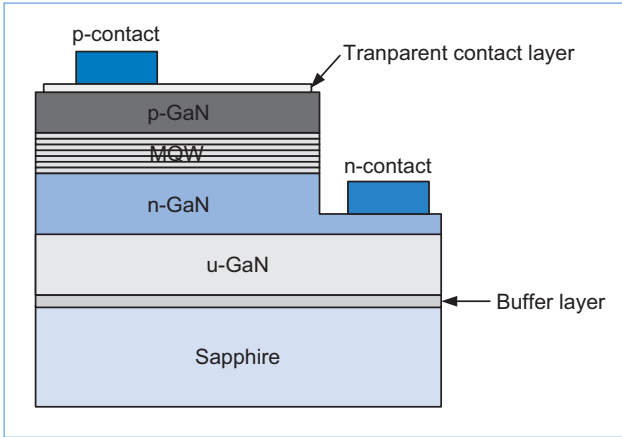 p-contact
Tranparent contact layer
p-GaN
MQW
n-contact
n-GaN
u-GaN
Buffer layer
Sapphire